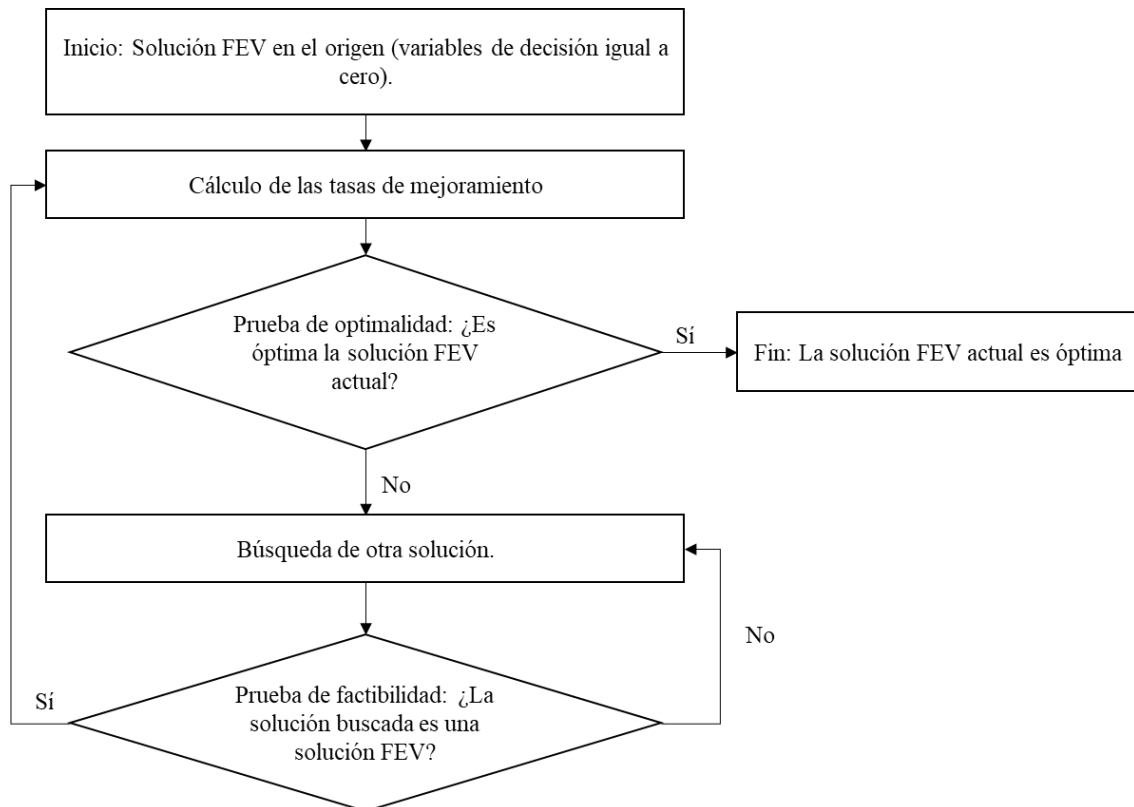 Inicio: Solución FEV en el origen (variables de decisión igual a
cero).
Cálculo de las tasas de mejoramiento
Prueba de optimalidad: ¿Es
óptima la solución FEV
actual?
Sí
Fin: La solución FEV actual es óptima
No
Búsqueda de otra solución.
No
Prueba de factibilidad: ¿La
solución buscada es una
solución FEV?
Sí